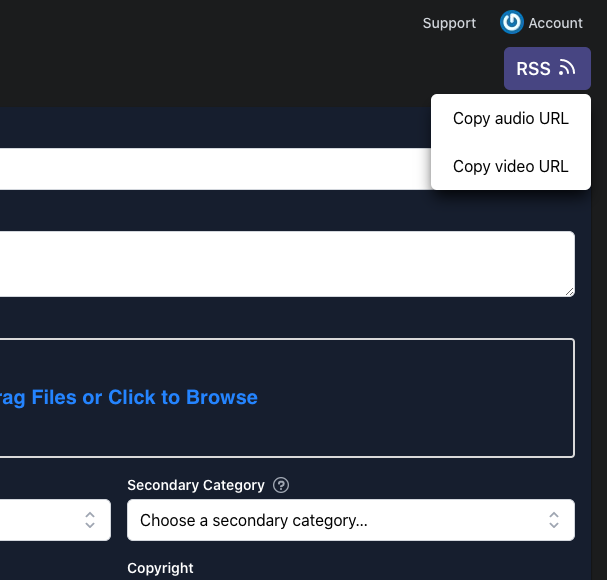 Support
Account
RSS
Copy audio URL
Copy video URL
rag Files or Click to Browse
Secondary Category
Choose a secondary category...
Copyright